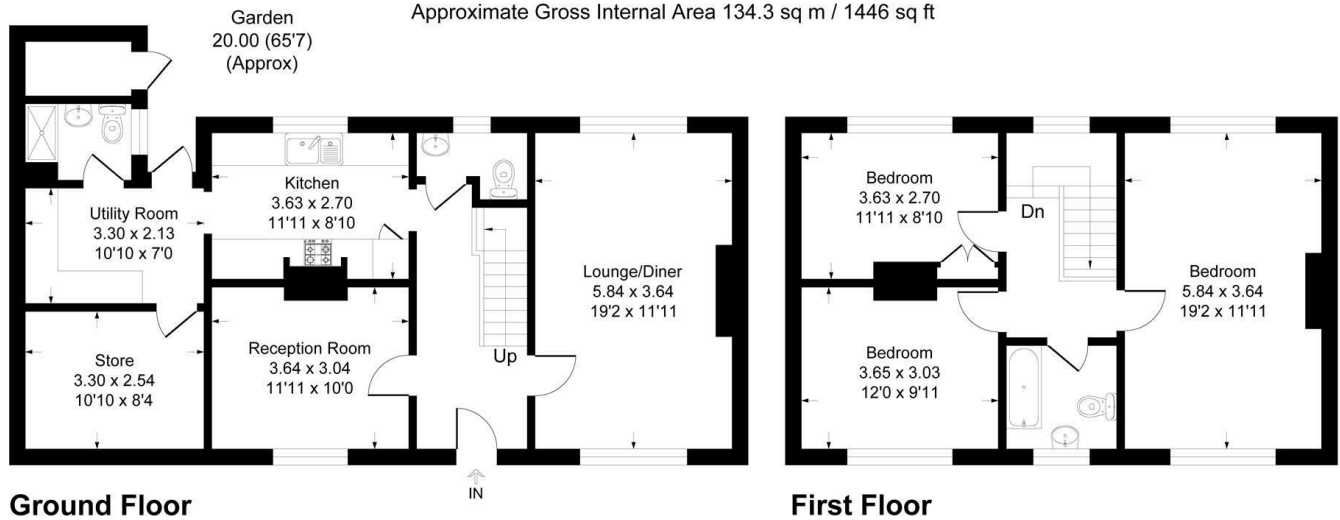 Approximate Gross Internal Area 134.3 sq m / 1446 sq ft
Garden
20.00 (65'7)
(Approx)
Utility Room
3.30 x 2.13
10'10 x 7'0
Kitchen
3.63 x 2.70
11'11 x 8'10
Lounge/Diner
5.84 x 3.64
19'2 x 11'11
Store
3.30 x 2.54
10'10 x 8'4
Reception Room
3.64 x 3.04
11'11 x 10'0
Up
IN
Ground Floor
Bedroom
3.63 x 2.70
11'11 x 8'10
Dn
Bedroom
5.84 x 3.64
19'2 x 11'11
Bedroom
3.65 x 3.03
12'0 x 9'11
First Floor